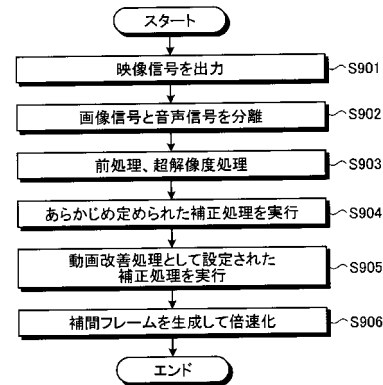 スタート
映像信号を出力
S901
画像信号と音声信号を分離
S902
前処理、超解像度処理
S903
あらかじめ定められた補正処理を実行
S904
動画改善処理として設定された
補正処理を実行
S905
補間フレームを生成して倍速化
S906
エンド